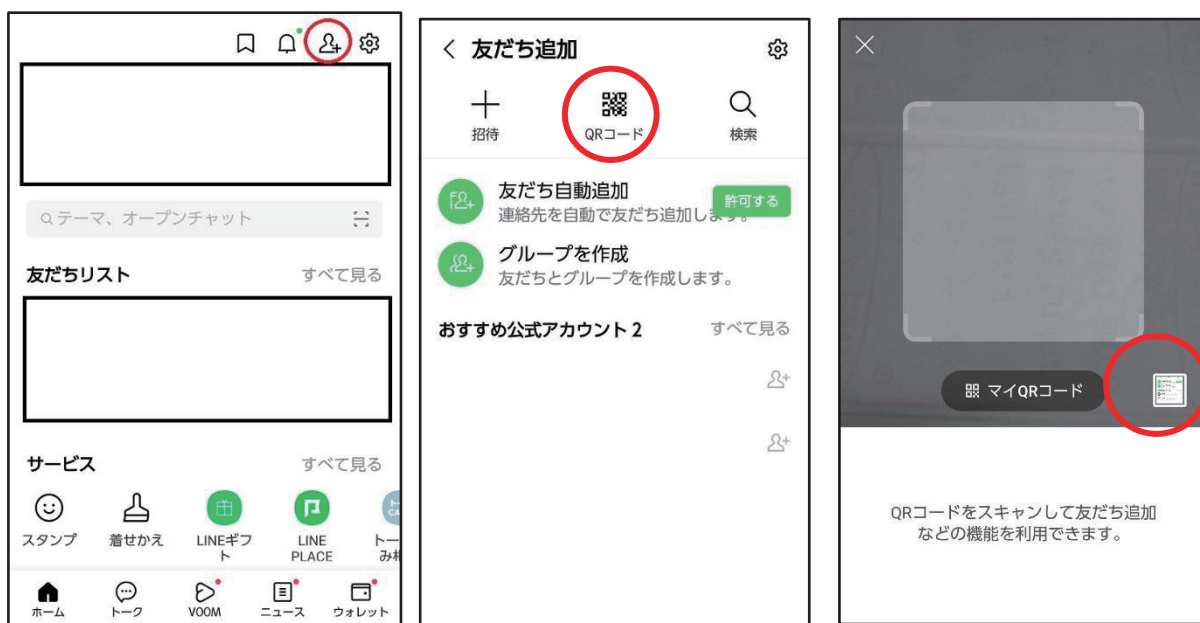 テーマ、オープンチャット
友だちリスト
すべて見る
サービス
すべて見る
スタンプ
着せかえ
LINEギフ
ト
LINE
PLACE
トー
み
ホーム
トーク
VOOM
ニュース
ウォレット
友だち追加
招待
QRコード
検索
友だち自動追加
連絡先を自動で友だち追加します。
許可する
グループを作成
友だちとグループを作成します。
おすすめ公式アカウント 2
すべて見る
マイQRコード
QRコードをスキャンして友だち追加
などの機能を利用できます。